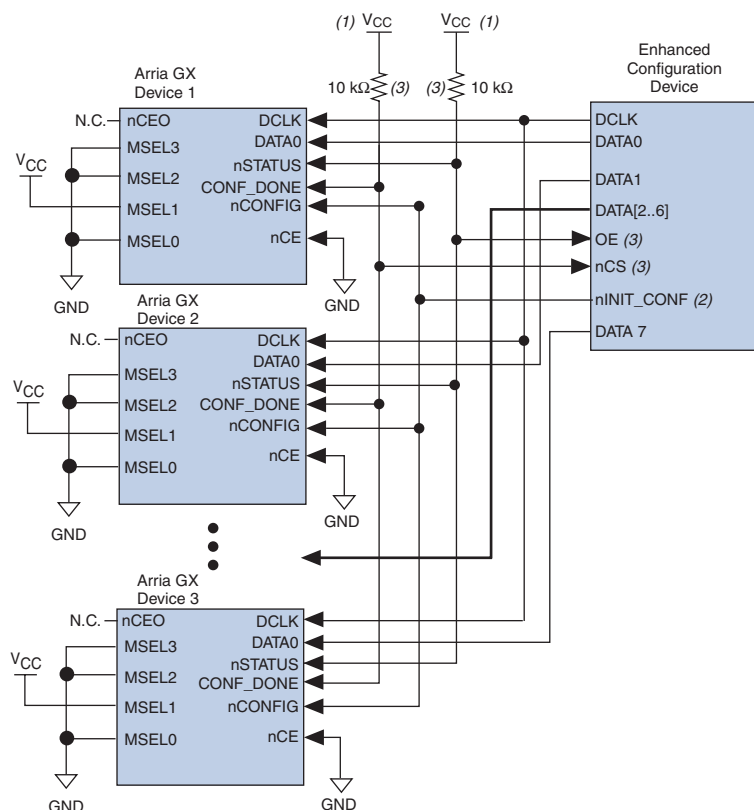 (1) VCC
VCC (1)
10 kΩ (3)
(3) 10 kΩ
Enhanced
Configuration
Device
DCLK
DATA0
DATA1
DATA[2..6]
OE (3)
nCS (3)
nINIT_CONF (2)
DATA 7
Arria GX
Device 1
N.C.
nCEO
MSEL3
MSEL2
MSEL1
MSEL0
DCLK
DATA0
nSTATUS
CONF_DONE
nCONFIG
nCE
VCC
GND
GND
Arria GX
Device 2
N.C.
nCEO
MSEL3
MSEL2
MSEL1
MSEL0
DCLK
DATA0
nSTATUS
CONF_DONE
nCONFIG
nCE
VCC
GND
GND
Arria GX
Device 3
N.C.
nCEO
MSEL3
MSEL2
MSEL1
MSEL0
DCLK
DATA0
nSTATUS
CONF_DONE
nCONFIG
nCE
VCC
GND
GND